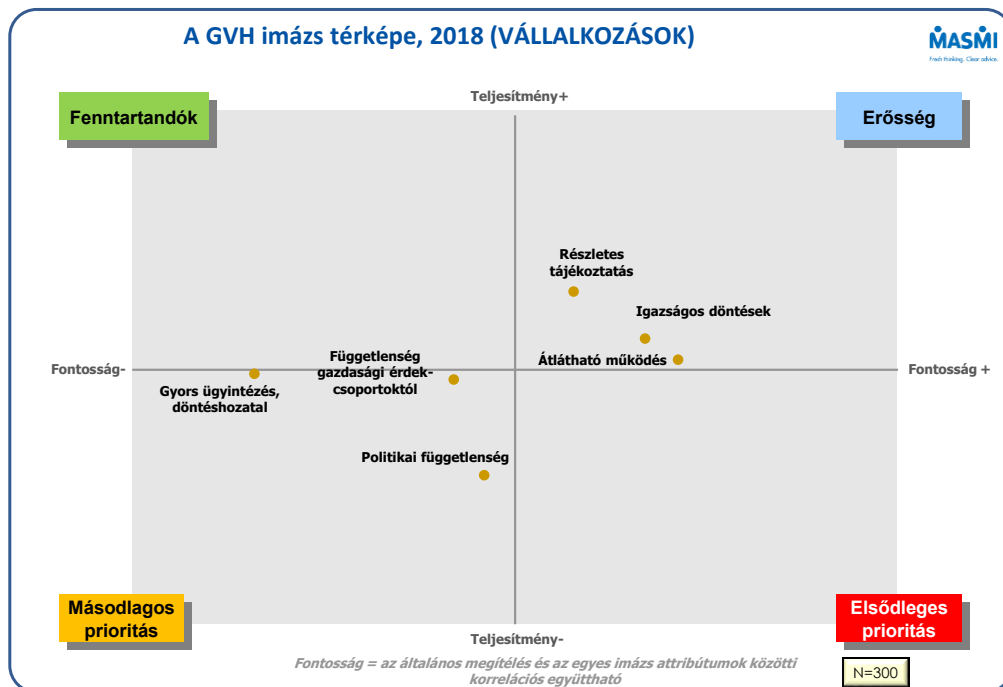 A GVH imázs térképe, 2018 (VÁLLALKOZÁSOK)
MASMI
Fresh thinking. Clear advice.
Teljesítmény+
Fenntartandók
Erősség
Részletes
tájékoztatás
Igazságos döntések
Átlátható működés
Függetlenség
gazdasági érdek-
csoportoktól
Fontosság-
Fontosság +
Gyors ügyintézés,
döntéshozatal
Politikai függetlenség
Másodlagos
prioritás
Elsődleges
prioritás
Teljesítmény-
Fontosság = az általános megítélés és az egyes imázs attribútumok közötti
korrelációs együttható
N=300